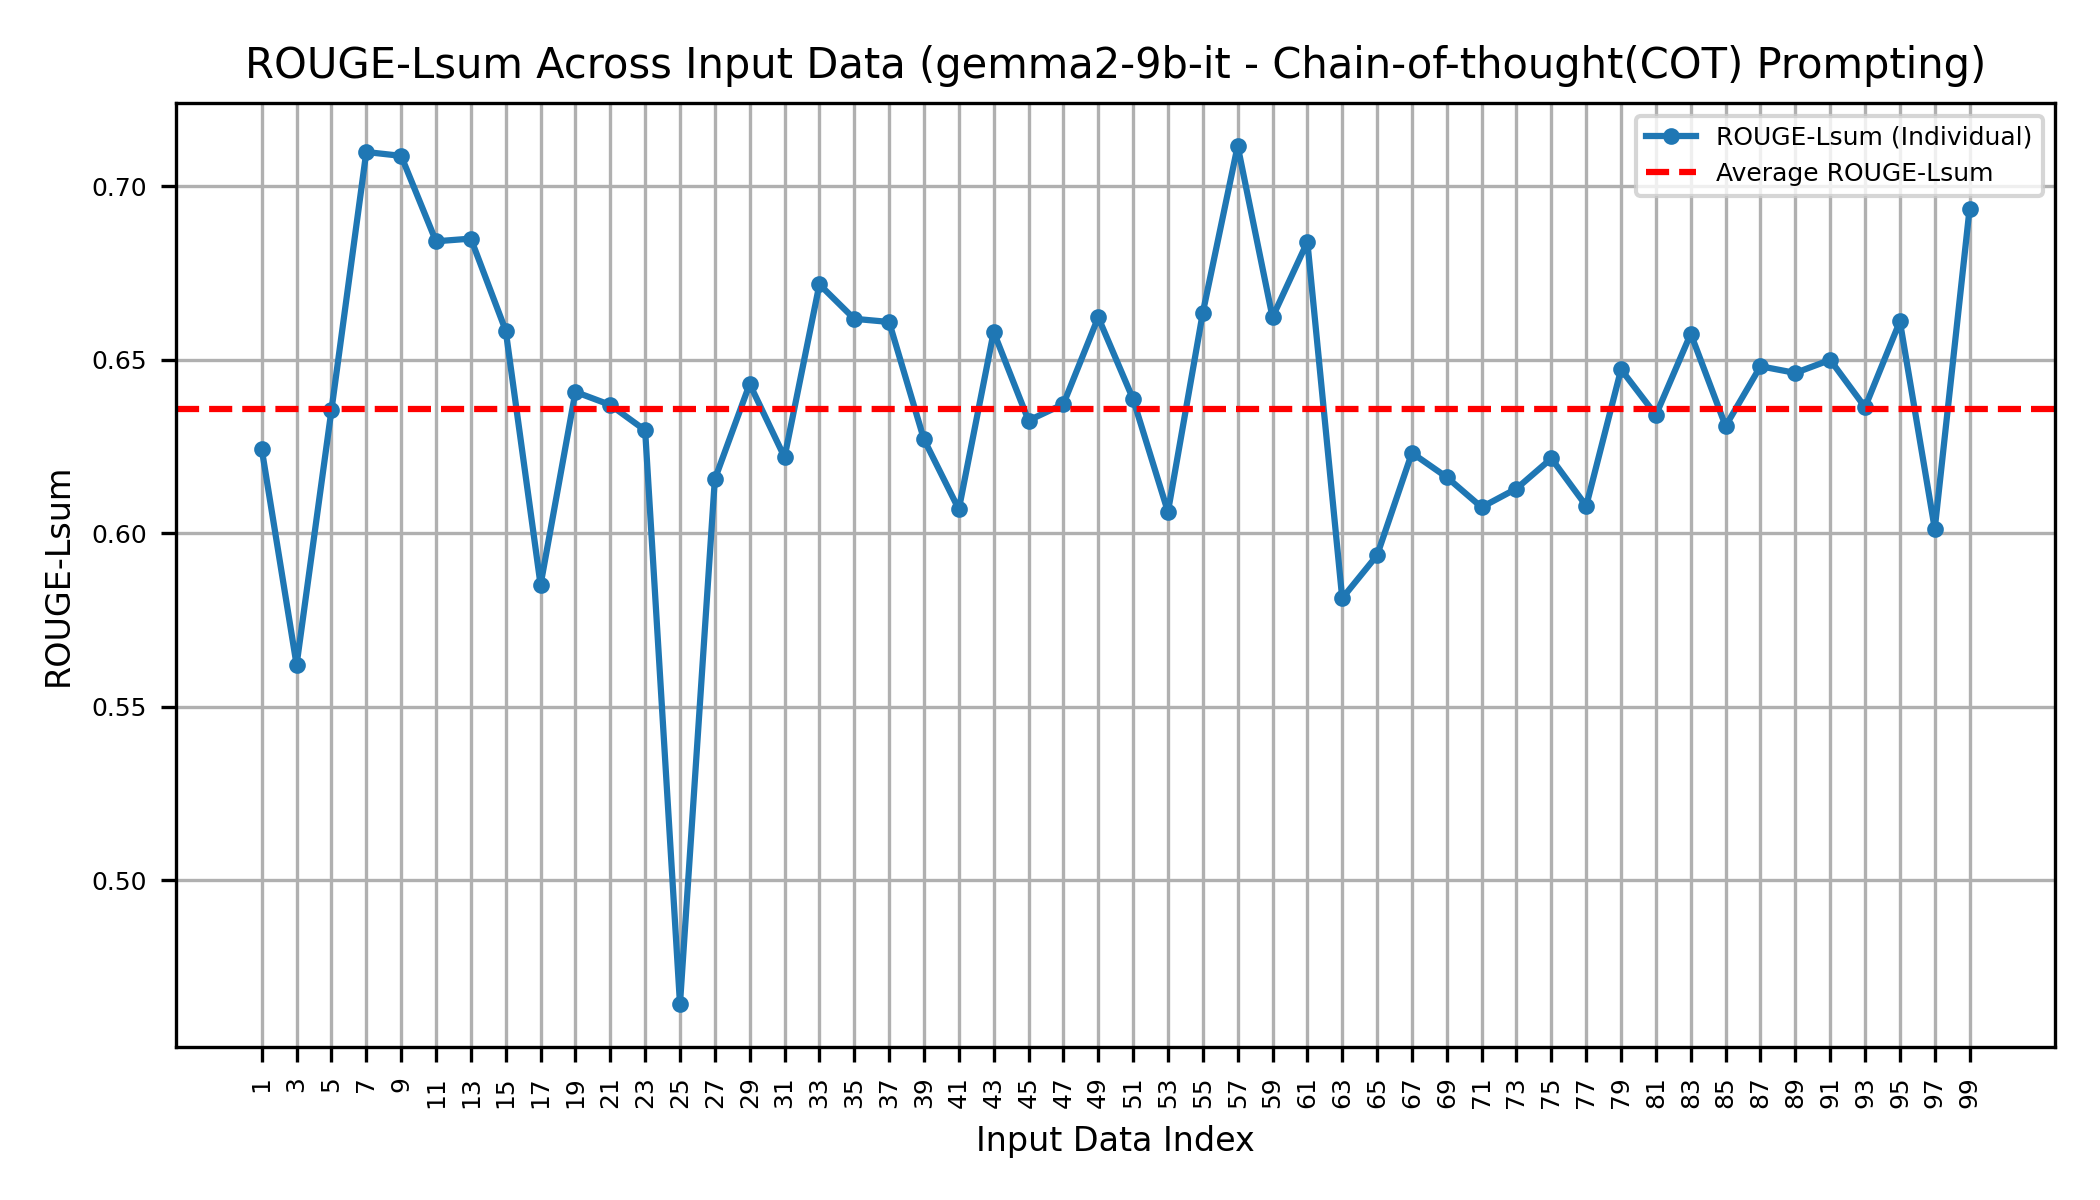 ROUGE-Lsum Across Input Data (gemma2-9b-it - Chain-of-thought(COT) Prompting)
ROUGE-Lsum (Individual)
Average ROUGE-Lsum
ROUGE-Lsum
0.70
0.65
0.60
0.55
0.50
1 3 5 7 9 11 13 15 17 19 21 23 25 27 29 31 33 35 37 39 41 43 45 47 49 51 53 55 57 59 61 63 65 67 69 71 73 75 77 79 81 83 85 87 89 91 93 95 97 99
Input Data Index